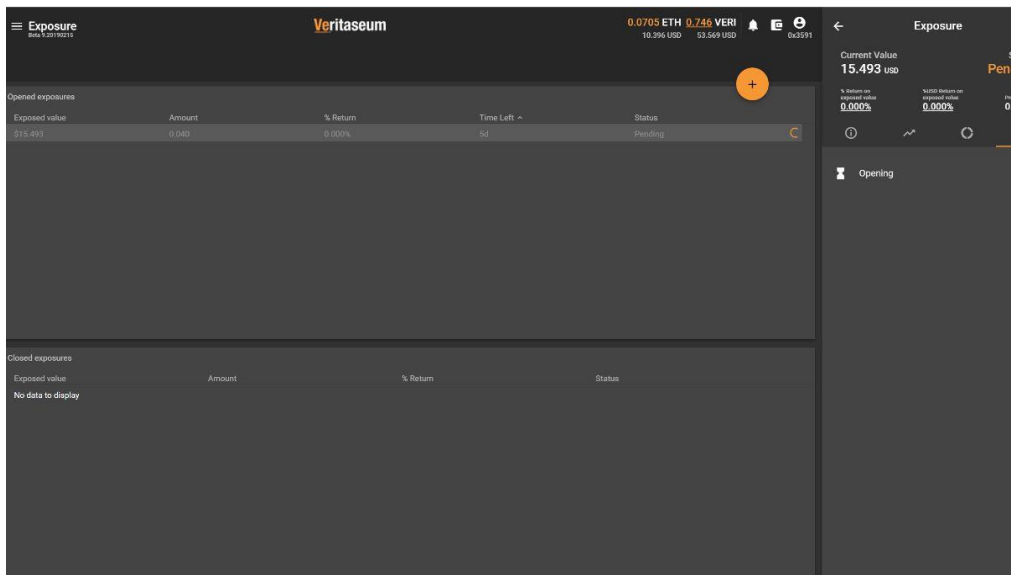 Exposure
Beta 9.20190215
Veritaseum
0.0705 ETH 0.746 VERI
10.396 USD 53.569 USD
0x3591
Opened exposures
Exposed value Amount % Return Time Left Status
$15.493 0.040 0.000% 5d Pending
Closed exposures
Exposed value Amount % Return Status
No data to display
Exposure
Current Value
15.493 USD
Pen
% Return on exposed value
%USD Return on exposed value
0.000% 0.000%
Opening